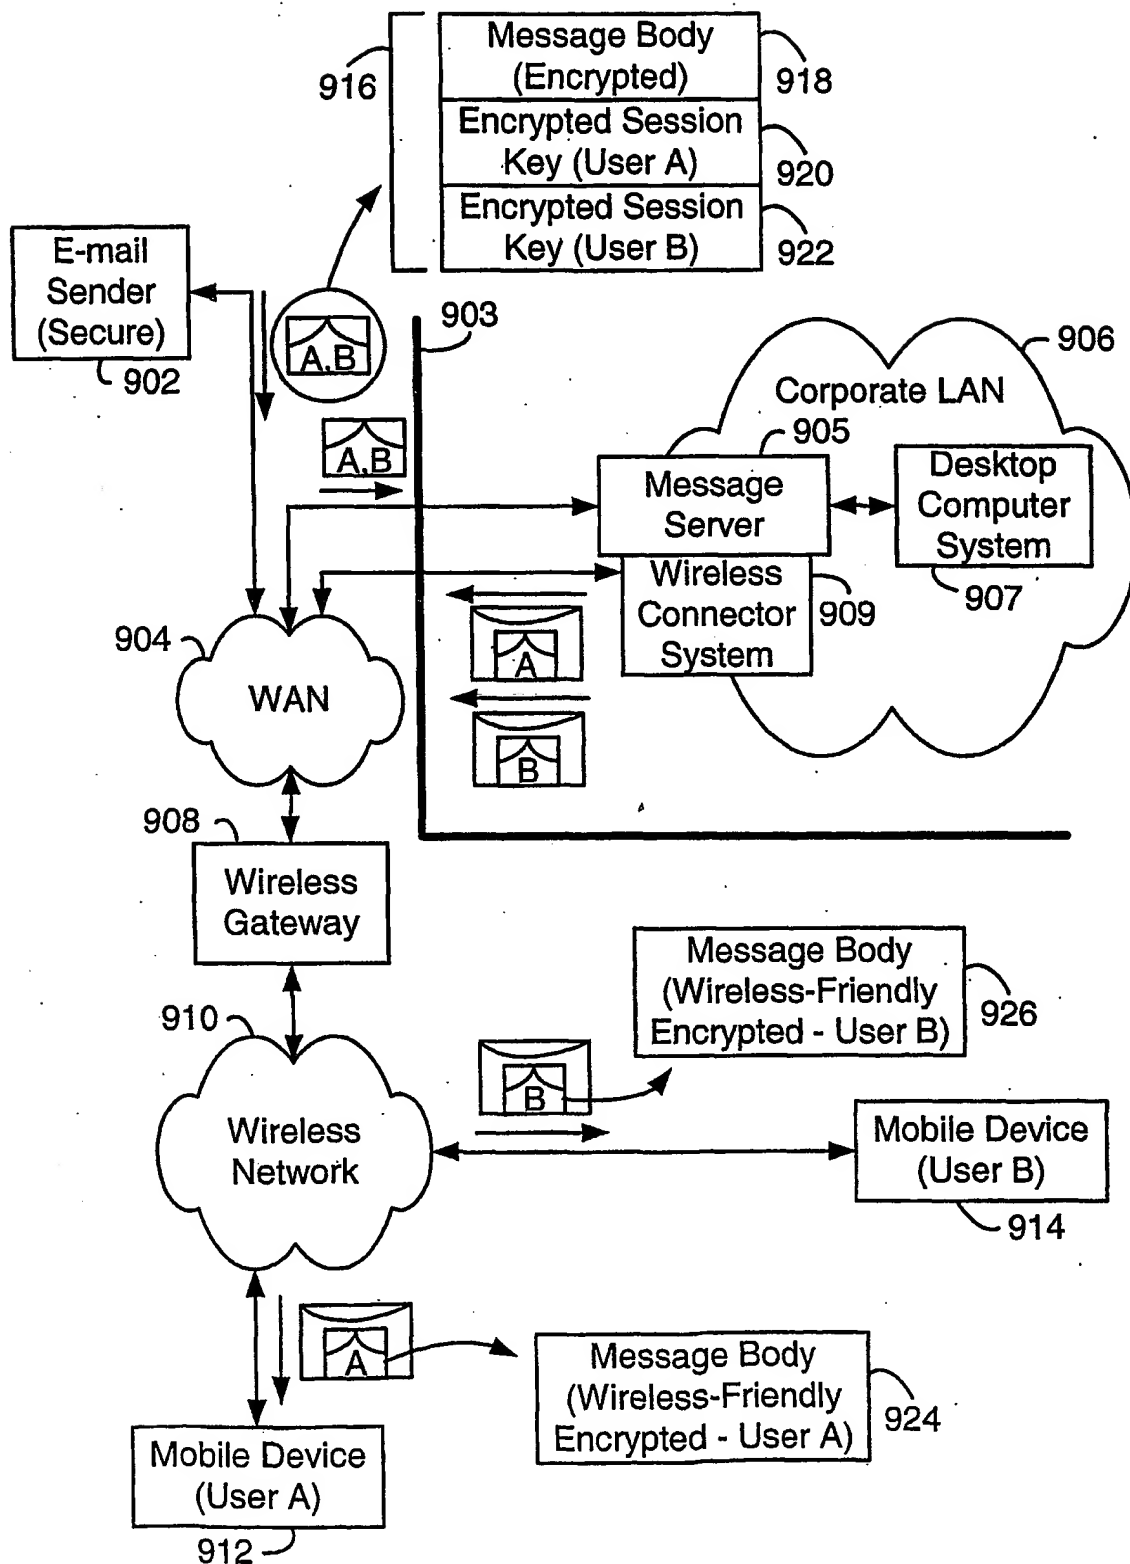 916
Message Body
(Encrypted)
918
Encrypted Session
Key (User A)
920
Encrypted Session
Key (User B)
922
E-mail
Sender
(Secure)
902
A,B
903
906
Corporate LAN
905
A,B
Message
Server
Desktop
Computer
System
907
Wireless
Connector
System
909
A
B
904
WAN
908
Wireless
Gateway
Message Body
(Wireless-Friendly
Encrypted - User B)
926
910
B
Wireless
Network
Mobile Device
(User B)
914
A
Message Body
(Wireless-Friendly
Encrypted - User A)
924
Mobile Device
(User A)
912